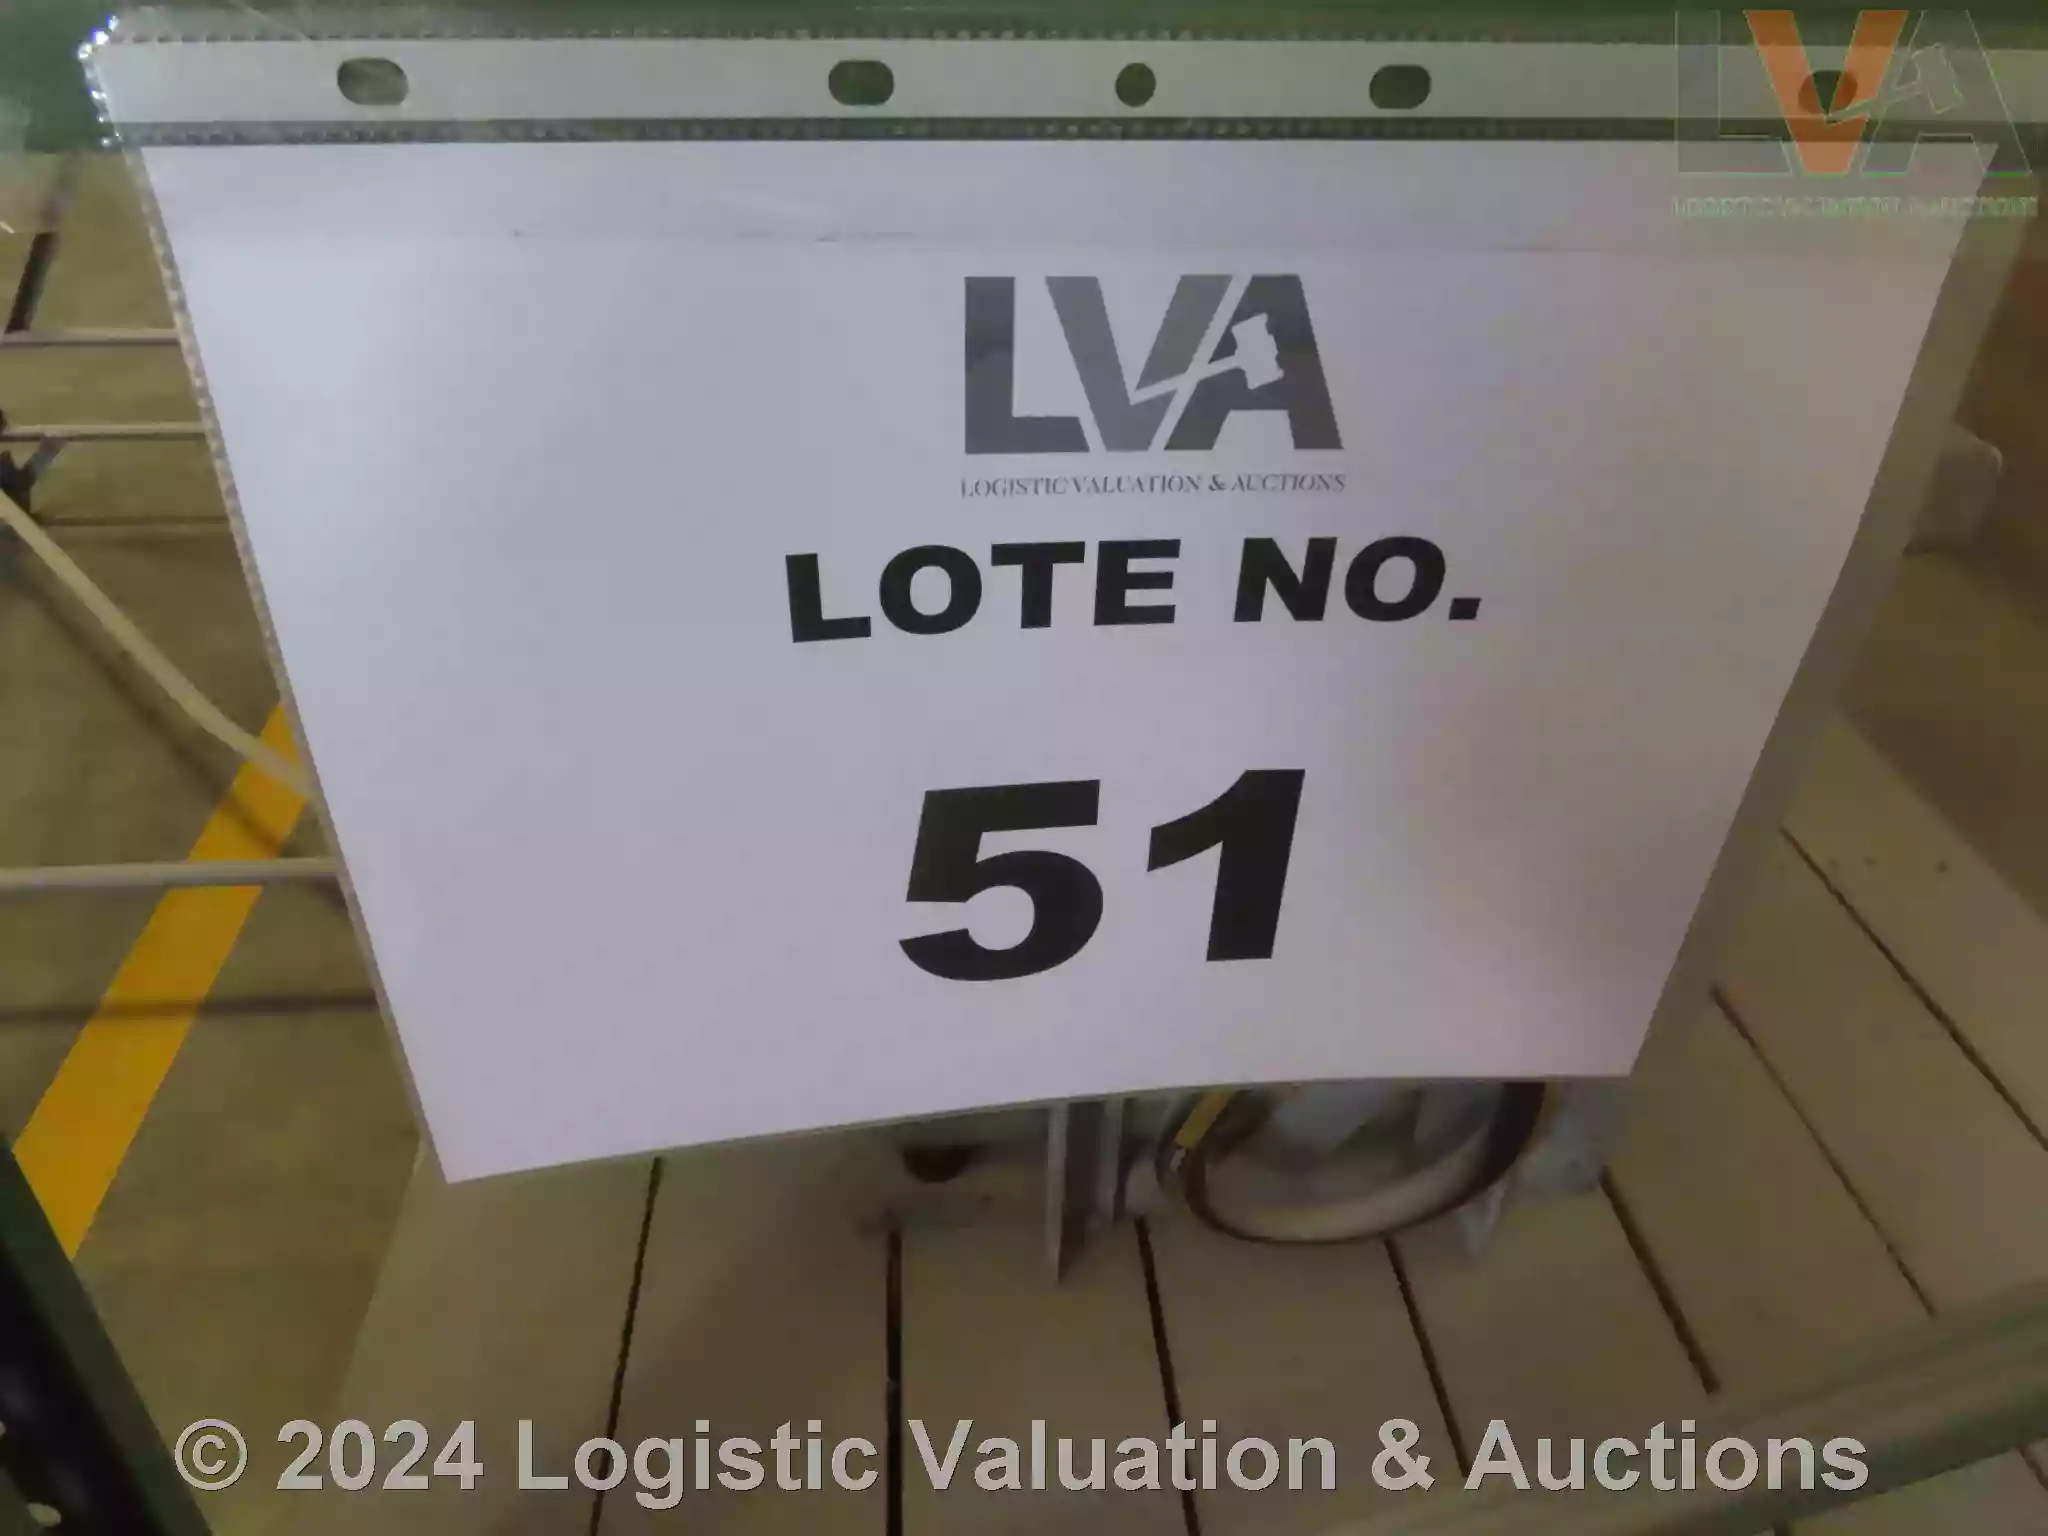 LVA
LOGISTIC VALUATION & AUCTIONS
LVA
LOGISTIC VALUATION & AUCTIONS
LOTE NO.
51
© 2024 Logistic Valuation & Auctions